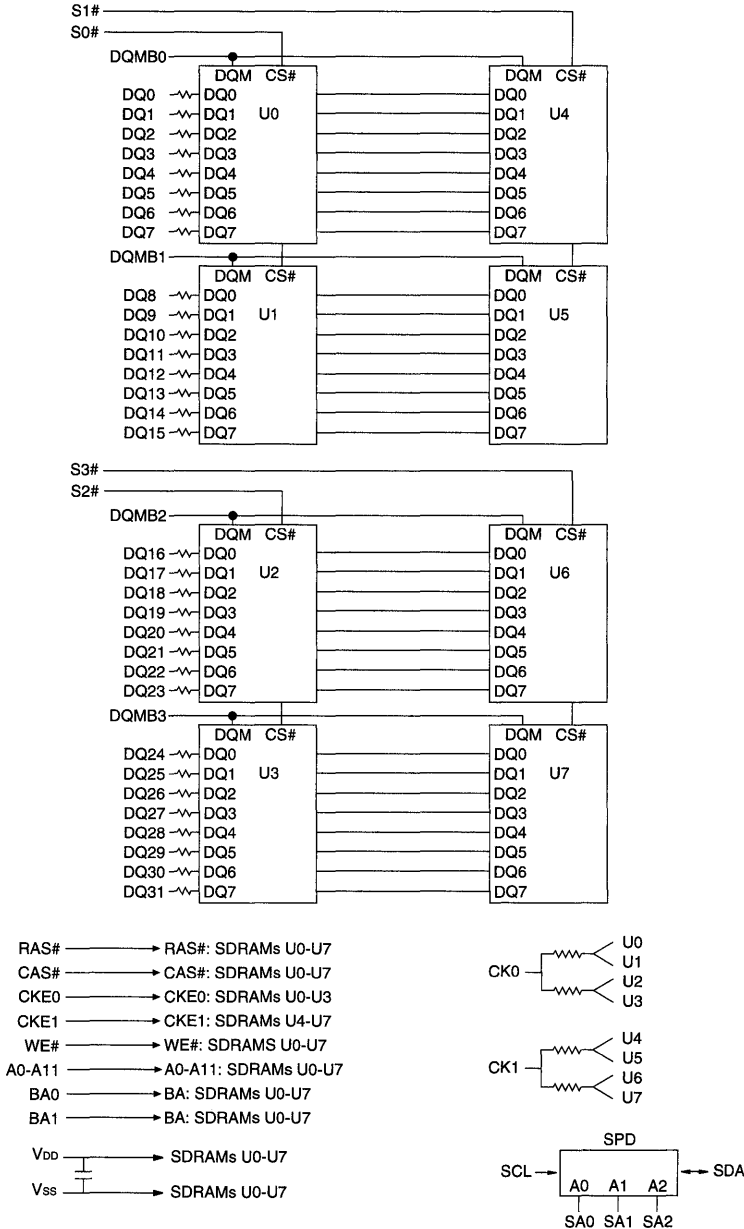 S1#
S0#
DQMB0
DQM CS# DQM CS#
DQ0 DQ0 DQ0
DQ1 DQ1 U0 DQ1 U4
DQ2 DQ2 DQ2
DQ3 DQ3 DQ3
DQ4 DQ4 DQ4
DQ5 DQ5 DQ5
DQ6 DQ6 DQ6
DQ7 DQ7 DQ7
DQMB1
DQM CS# DQM CS#
DQ8 DQ0 DQ0
DQ9 DQ1 U1 DQ1 U5
DQ10 DQ2 DQ2
DQ11 DQ3 DQ3
DQ12 DQ4 DQ4
DQ13 DQ5 DQ5
DQ14 DQ6 DQ6
DQ15 DQ7 DQ7
S3#
S2#
DQMB2
DQM CS# DQM CS#
DQ16 DQ0 DQ0
DQ17 DQ1 U2 DQ1 U6
DQ18 DQ2 DQ2
DQ19 DQ3 DQ3
DQ20 DQ4 DQ4
DQ21 DQ5 DQ5
DQ22 DQ6 DQ6
DQ23 DQ7 DQ7
DQMB3
DQM CS# DQM CS#
DQ24 DQ0 DQ0
DQ25 DQ1 U3 DQ1 U7
DQ26 DQ2 DQ2
DQ27 DQ3 DQ3
DQ28 DQ4 DQ4
DQ29 DQ5 DQ5
DQ30 DQ6 DQ6
DQ31 DQ7 DQ7
RAS# RAS#: SDRAMs U0-U7
CAS# CAS#: SDRAMs U0-U7
CKE0 CKE0: SDRAMs U0-U3
CKE1 CKE1: SDRAMs U4-U7
WE# WE#: SDRAMS U0-U7
A0-A11 A0-A11: SDRAMs U0-U7
BA0 BA: SDRAMs U0-U7
BA1 BA: SDRAMs U0-U7
VDD SDRAMs U0-U7
Vss SDRAMs U0-U7
U0
U1
CK0
U2
U3
U4
U5
CK1
U6
U7
SPD
SCL SDA
A0 A1 A2
SA0 SA1 SA2